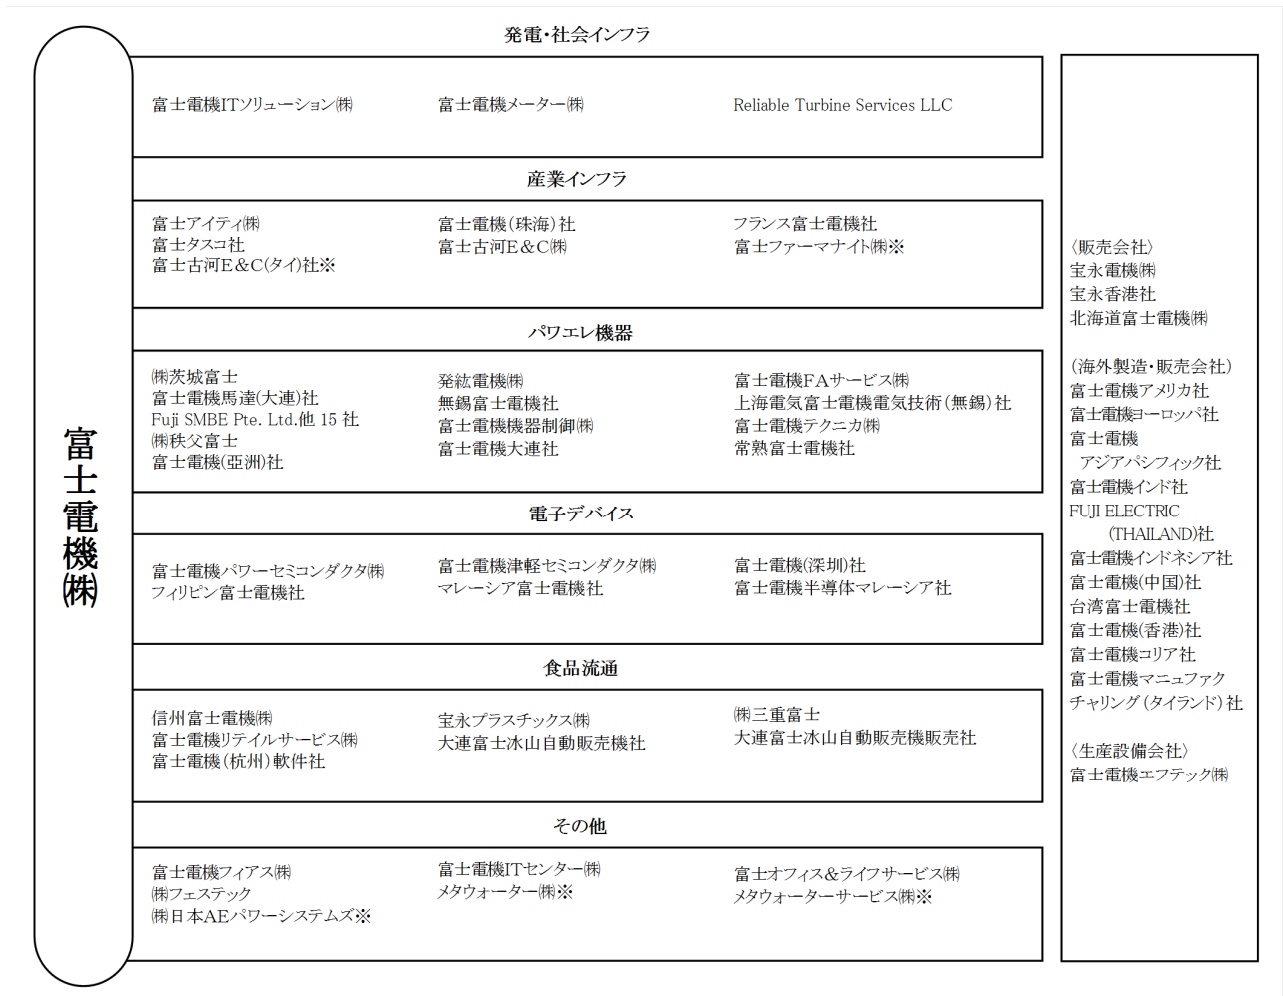 富士電機㈱
発電・社会インフラ
富士電機ITソリューション㈱
富士電機メーター㈱
Reliable Turbine Services LLC
産業インフラ
富士アイティ㈱
富士タスコ社
富士古河E&C(タイ)社※
富士電機(珠海)社
富士古河E&C㈱
フランス富士電機社
富士ファーマナイト㈱※
パワエレ機器
㈱茨城富士
富士電機馬達(大連)社
Fuji SMBE Pte. Ltd.他 15 社
㈱秩父富士
富士電機(亞洲)社
発紘電機㈱
無錫富士電機社
富士電機機器制御㈱
富士電機大連社
富士電機FAサービス㈱
上海電気富士電機電気技術(無錫)社
富士電機テクニカ㈱
常熟富士電機社
電子デバイス
富士電機パワーセミコンダクタ㈱
フィリピン富士電機社
富士電機津軽セミコンダクタ㈱
マレーシア富士電機社
富士電機(深圳)社
富士電機半導体マレーシア社
食品流通
信州富士電機㈱
富士電機リテイルサービス㈱
富士電機(杭州)軟件社
宝永プラスチックス㈱
大連富士冰山自動販売機社
㈱三重富士
大連富士冰山自動販売機販売社
その他
富士電機フィアス㈱
㈱フェステック
㈱日本AEパワーシステムズ※
富士電機ITセンター㈱
メタウォーター㈱※
富士オフィス&ライフサービス㈱
メタウォーターサービス㈱※
〈販売会社〉
宝永電機㈱
宝永香港社
北海道富士電機㈱
(海外製造・販売会社)
富士電機アメリカ社
富士電機ヨーロッパ社
富士電機
アジアパシフィック社
富士電機インド社
FUJI ELECTRIC
(THAILAND)社
富士電機インドネシア社
富士電機(中国)社
台湾富士電機社
富士電機(香港)社
富士電機コリア社
富士電機マニュファク
チャリング(タイランド)社
〈生産設備会社〉
富士電機エフテック㈱